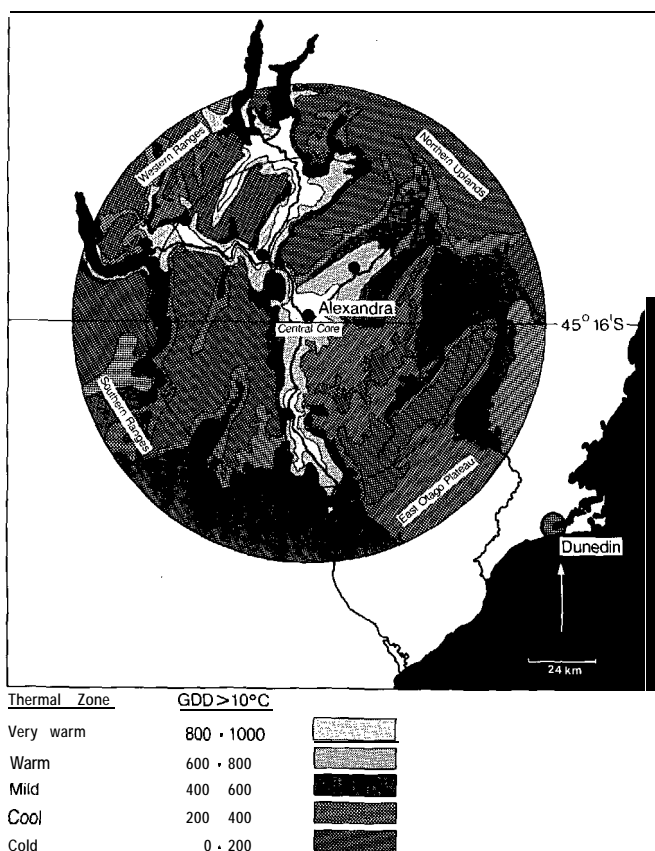 Western Ranges
Northern Uplands
Alexandra
Central Core
45° 16'S
Southern Ranges
East Otago Plateau
Dunedin
24 km
Thermal Zone GDD>10°C
Very warm 800 · 1000
Warm 600 · 800
Mild 400 600
Cool 200 400
Cold 0 · 200